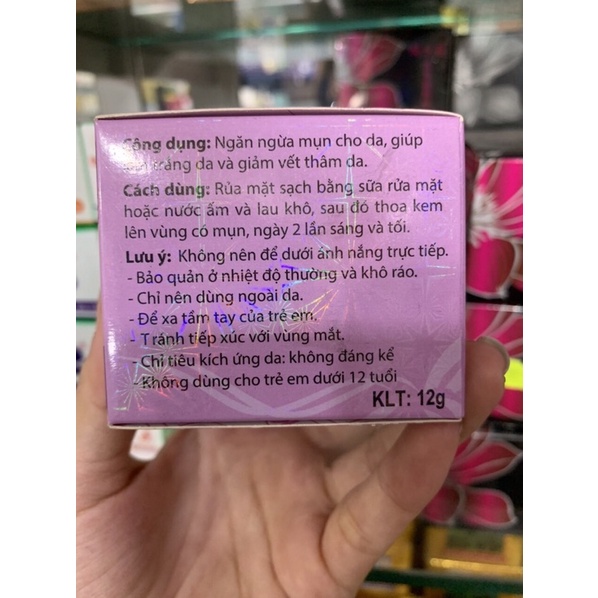 Công dụng: Ngăn ngừa mụn cho da, giúp
trắng da và giảm vết thâm da.
Cách dùng: Rủa mặt sạch bằng sữa rửa mặt
hoặc nước ấm và lau khô, sau đó thoa kem
lên vùng có mụn, ngày 2 lần sáng và tối.
Lưu ý: Không nên để dưới ánh nắng trực tiếp.
- Bảo quản ở nhiệt độ thường và khô ráo.
- Chỉ nên dùng ngoài da.
- Để xa tầm tay của trẻ em.
- Tránh tiếp xúc với vùng mắt.
- Chỉ tiêu kích ứng da: không đáng kể
- Không dùng cho trẻ em dưới 12 tuổi
KLT: 12g